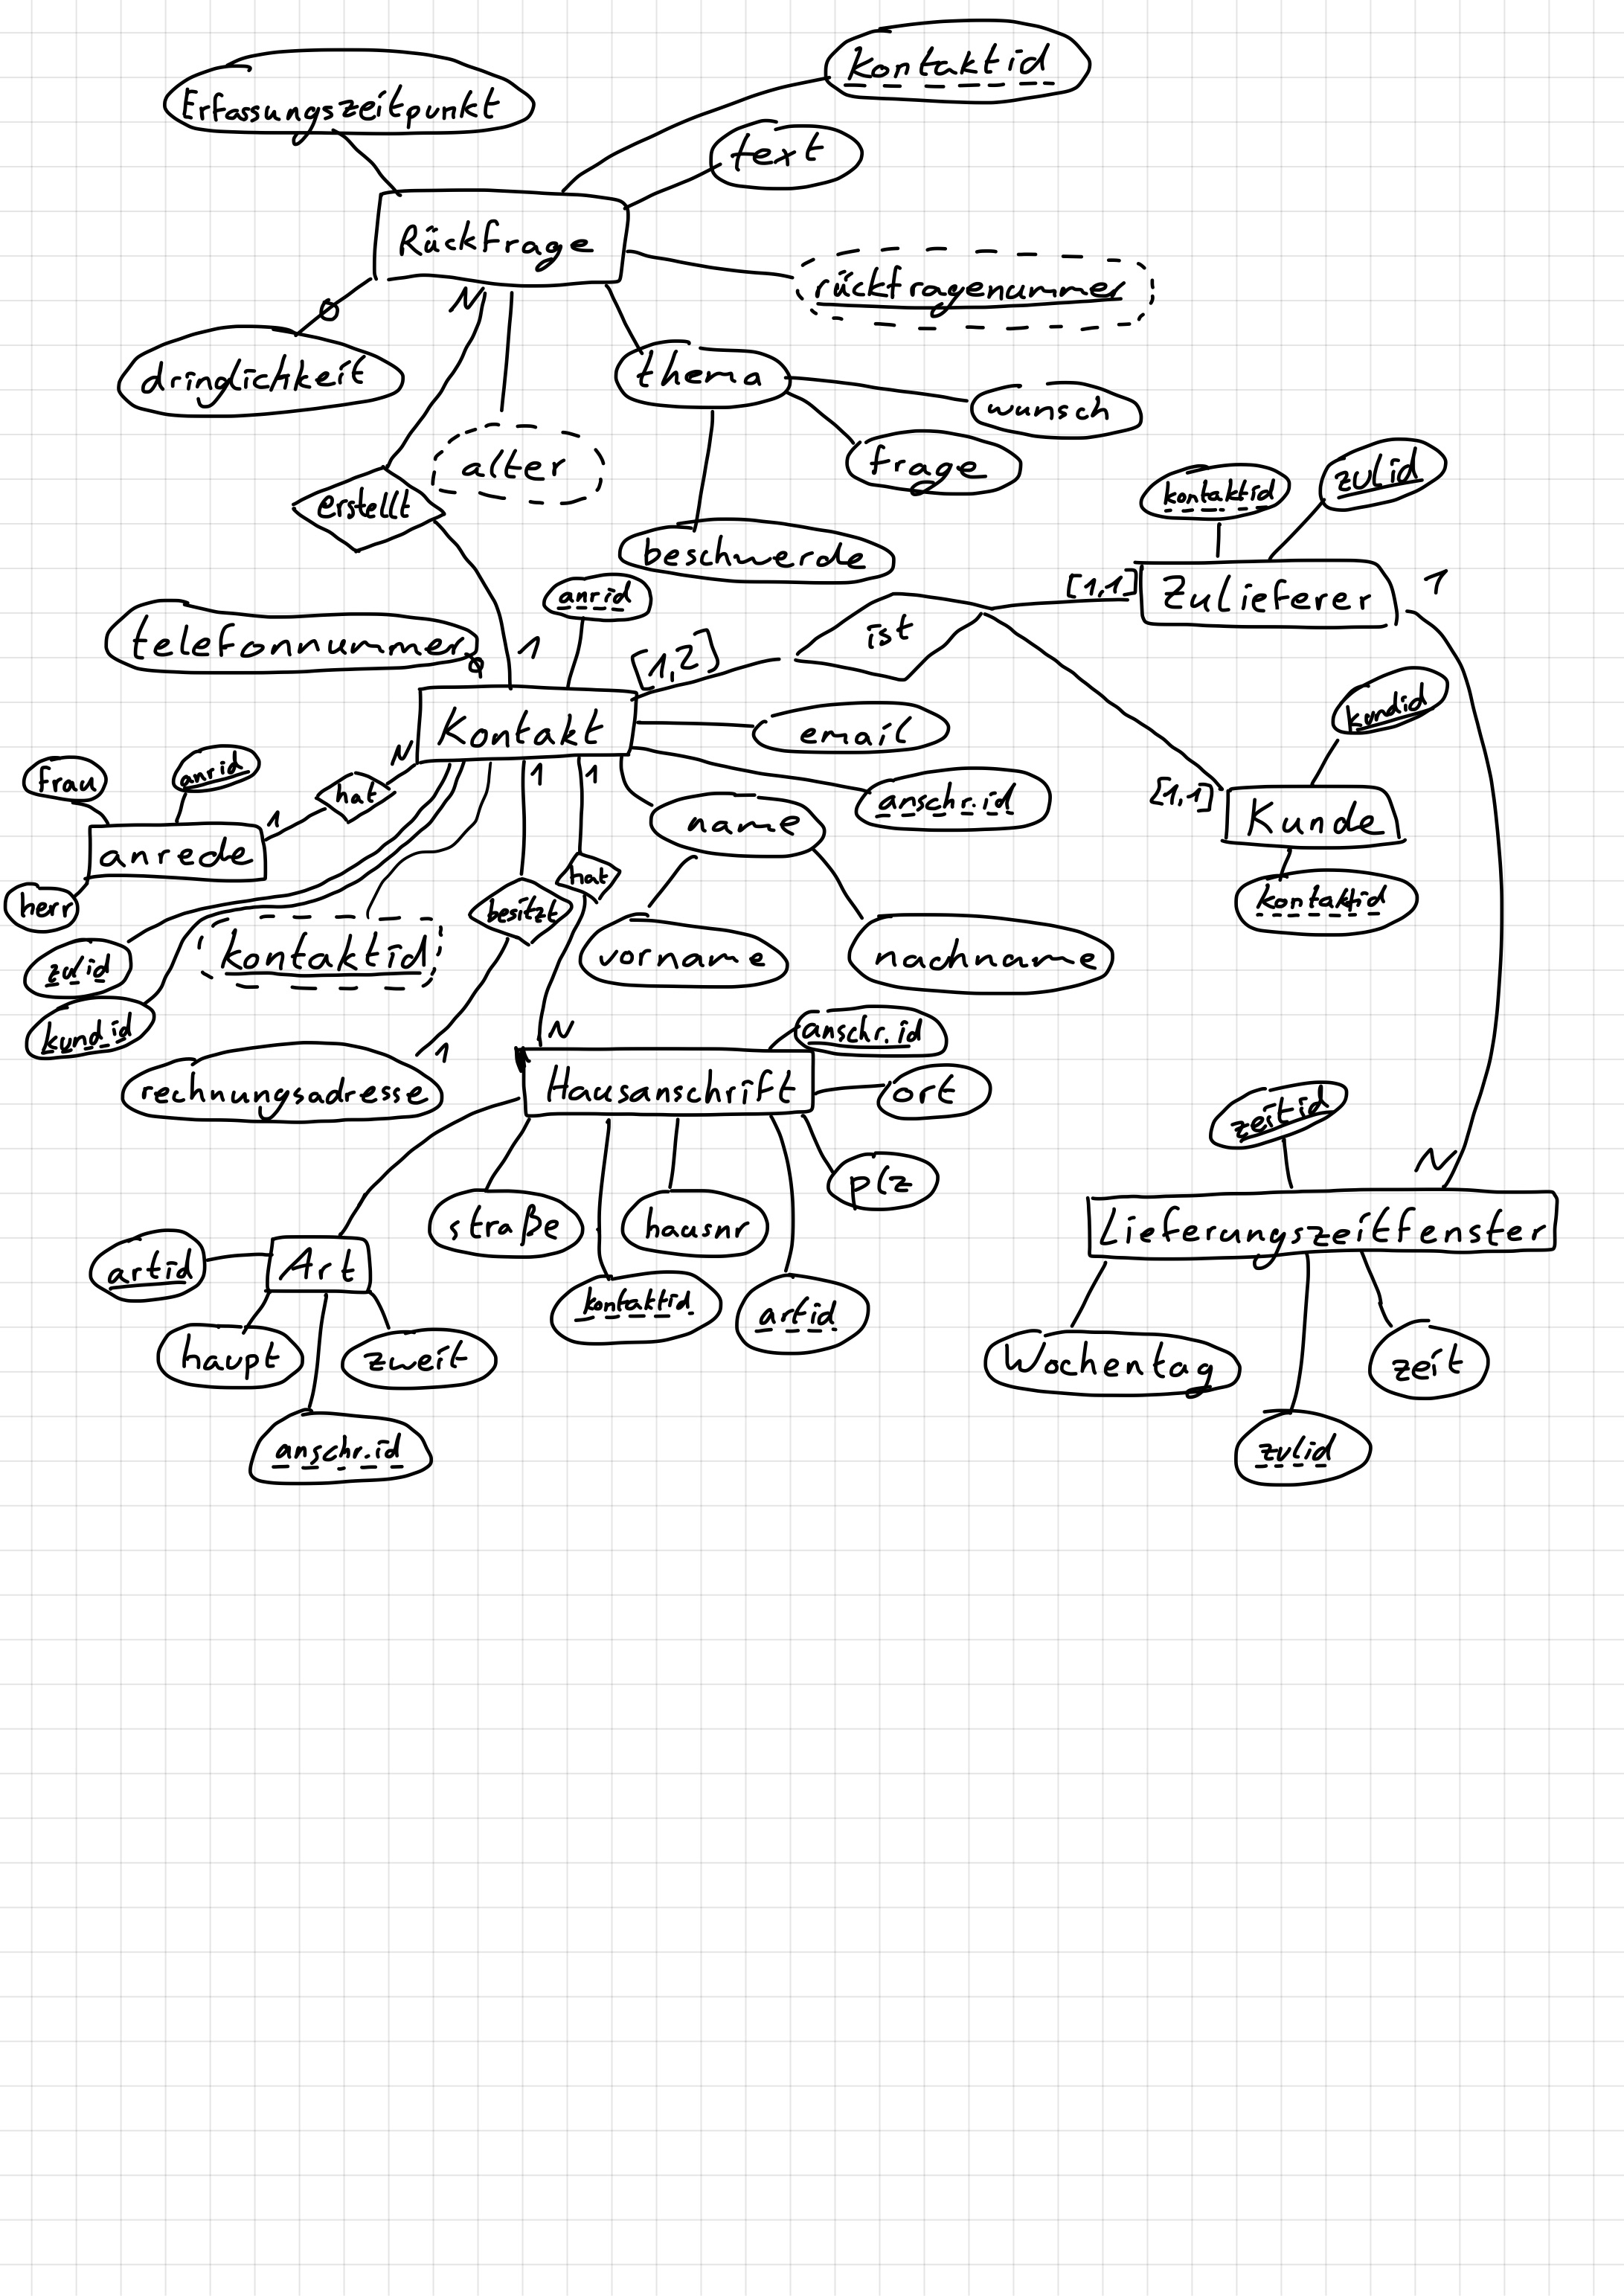 kontaktid
Erfassungszeitpunkt
text
Rückfrage
rückfragenummer
N
dringlichkeit
thema
wunsch
alter
frage
zulid
kontaktid
erstellt
beschwerde
anrid
[1,1]
Zulieferer
1
telefonnummer
1
[1,2]
ist
kundid
Kontakt
email
N
frau
anrid
hat
1
1
anschr.id
[1,1]
Kunde
1
name
anrede
hat
herr
besitzt
kontaktid
zulid
kontaktid
vorname
nachname
kund.id
N
anschr.id
1
rechnungsadresse
Hausanschrift
ort
zeitid
N
plz
straße
hausnr
Lieferungszeitfenster
artid
Art
kontaktid
artid
haupt
zweit
Wochentag
zeit
anschr.id
zulid